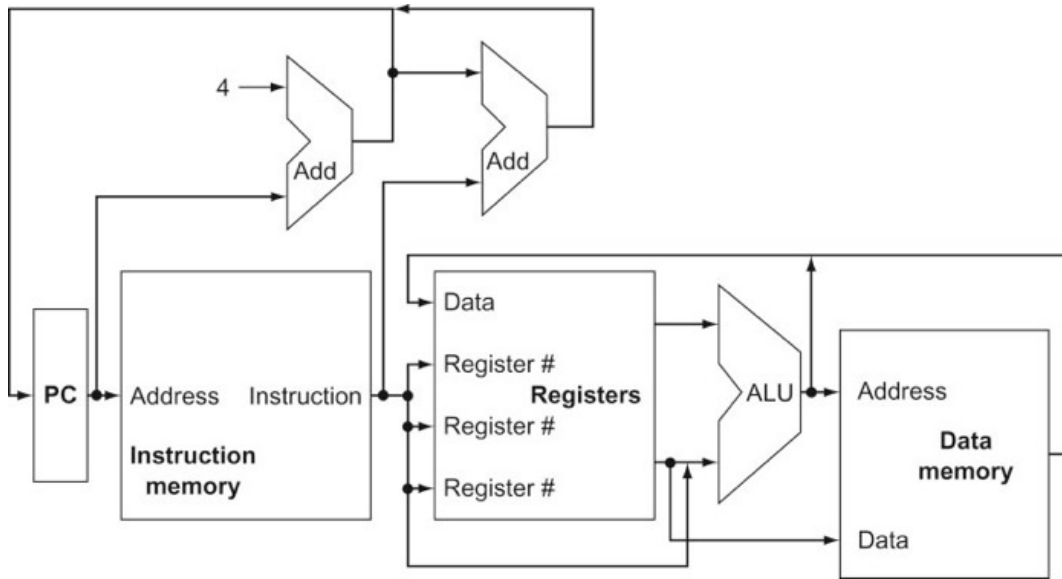 4
Add
Add
PC
Address
Instruction
Instruction
memory
Data
Register #
Registers
Register #
Register #
ALU
Address
Data
memory
Data